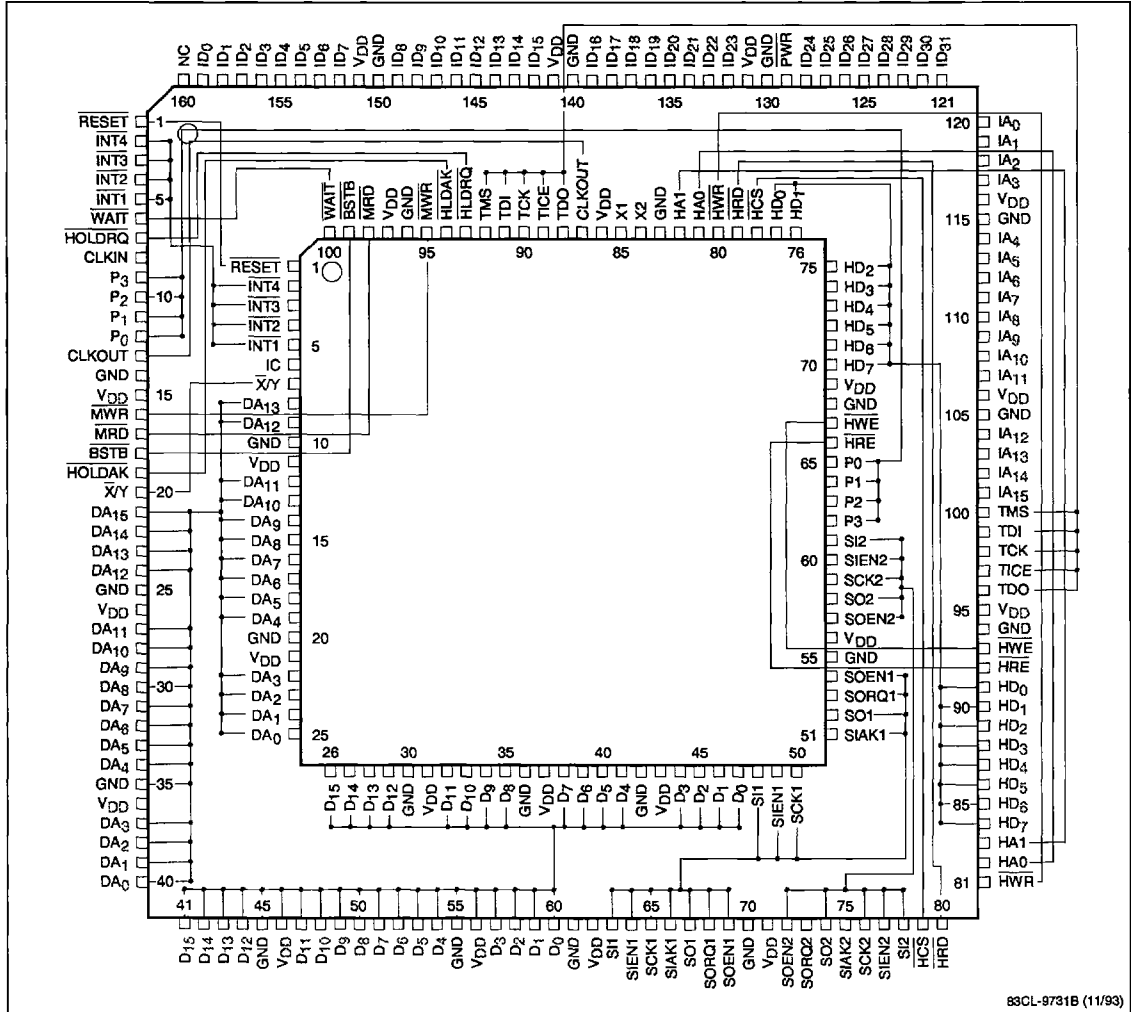 NC ID0 ID1 ID2 ID3 ID4 ID5 ID6 ID7 VDD GND ID8 ID9 ID10 ID11 ID12 ID13 ID14 ID15 VDD GND ID16 ID17 ID18 ID19 ID20 ID21 ID22 ID23 VDD GND PWR ID24 ID25 ID26 ID27 ID28 ID29 ID30 ID31
160 155 150 145 140 135 130 125 121
RESET 1
INT4
INT3
INT2
INT1 5
WAIT
HOLDRQ
CLKIN
P3
P2 10
P1
P0
CLKOUT
GND
VDD 15
MWR
MRD
BSTB
HOLDAK
X/Y 20
DA15
DA14
DA13
DA12
GND 25
VDD
DA11
DA10
DA9
DA8 30
DA7
DA6
DA5
DA4
GND 35
VDD
DA3
DA2
DA1
DA0 40
WAIT BSTB MRD VDD GND MWR HLDAK HLDRQ TMS TDI TCK TICE TDO CLKOUT VDD X1 X2 GND HA1 HA0 HWR HRD HCS HD0 HD1
100 95 90 85 80 76
RESET 1
INT4
INT3
INT2
INT1 5
IC
X/Y
DA13
DA12
GND 10
VDD
DA11
DA10
DA9
DA8 15
DA7
DA6
DA5
DA4
GND 20
VDD
DA3
DA2
DA1
DA0 25
75 HD2
HD3
HD4
HD5
HD6
70 HD7
VDD
GND
HWE
HRE
65 P0
P1
P2
P3
SI2
60 SIEN2
SCK2
SO2
SOEN2
VDD
55 GND
SOEN1
SORQ1
SO1
51 SIAK1
26 30 35 40 45 50
D15 D14 D13 D12 GND VDD D11 D10 D9 D8 GND VDD D7 D6 D5 D4 GND VDD D3 D2 D1 D0 SI1 SIEN1 SCK1
120 IA0
IA1
IA2
IA3
VDD
115 GND
IA4
IA5
IA6
IA7
110 IA8
IA9
IA10
IA11
VDD
105 GND
IA12
IA13
IA14
IA15
100 TMS
TDI
TCK
TICE
TDO
95 VDD
GND
HWE
HRE
HD0
90 HD1
HD2
HD3
HD4
HD5
85 HD6
HD7
HA1
HA0
81 HWR
41 45 50 55 60 65 70 75 80
D15 D14 D13 D12 GND VDD D11 D10 D9 D8 D7 D6 D5 D4 GND VDD D3 D2 D1 D0 GND VDD SI1 SIEN1 SCK1 SIAK1 SO1 SORQ1 SOEN1 GND VDD SOEN2 SORQ2 SO2 SIAK2 SCK2 SIEN2 SI2 HCS HRD
83CL-9731B (11/93)